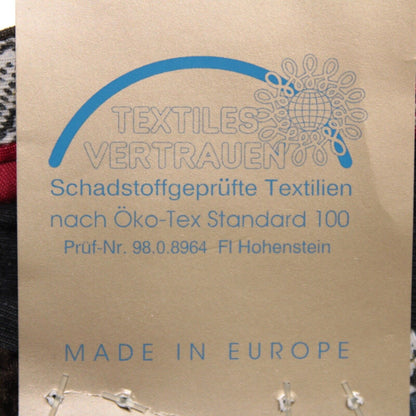 TEXTILES
VERTRAUEN
Schadstoffgeprüfte Textilien
nach Öko-Tex Standard 100
Prüf-Nr. 98.0.8964 FI Hohenstein
MADE IN EUROPE